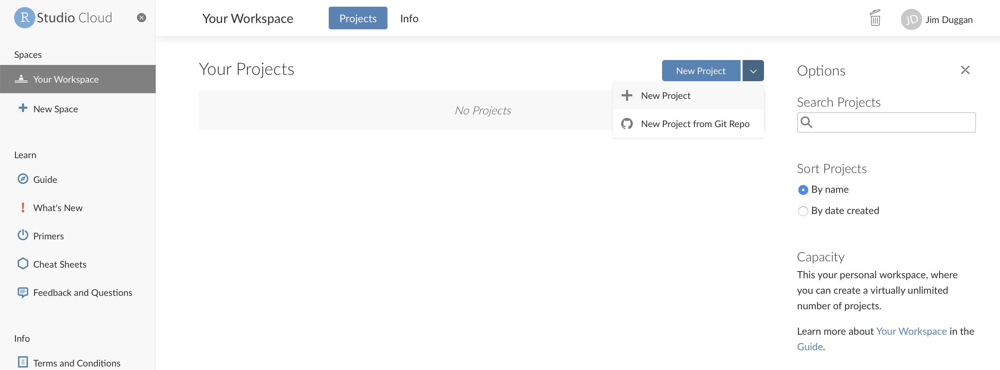 R Studio Cloud
Spaces
Your Workspace
New Space
Learn
Guide
What's New
Primers
Cheat Sheets
Feedback and Questions
Info
Terms and Conditions
Your Workspace
Projects
Info
JD
Jim Duggan
Your Projects
New Project
New Project
New Project from Git Repo
No Projects
Options
Search Projects
Sort Projects
By name
By date created
Capacity
This your personal workspace, where
you can create a virtually unlimited
number of projects.
Learn more about Your Workspace in the
Guide.